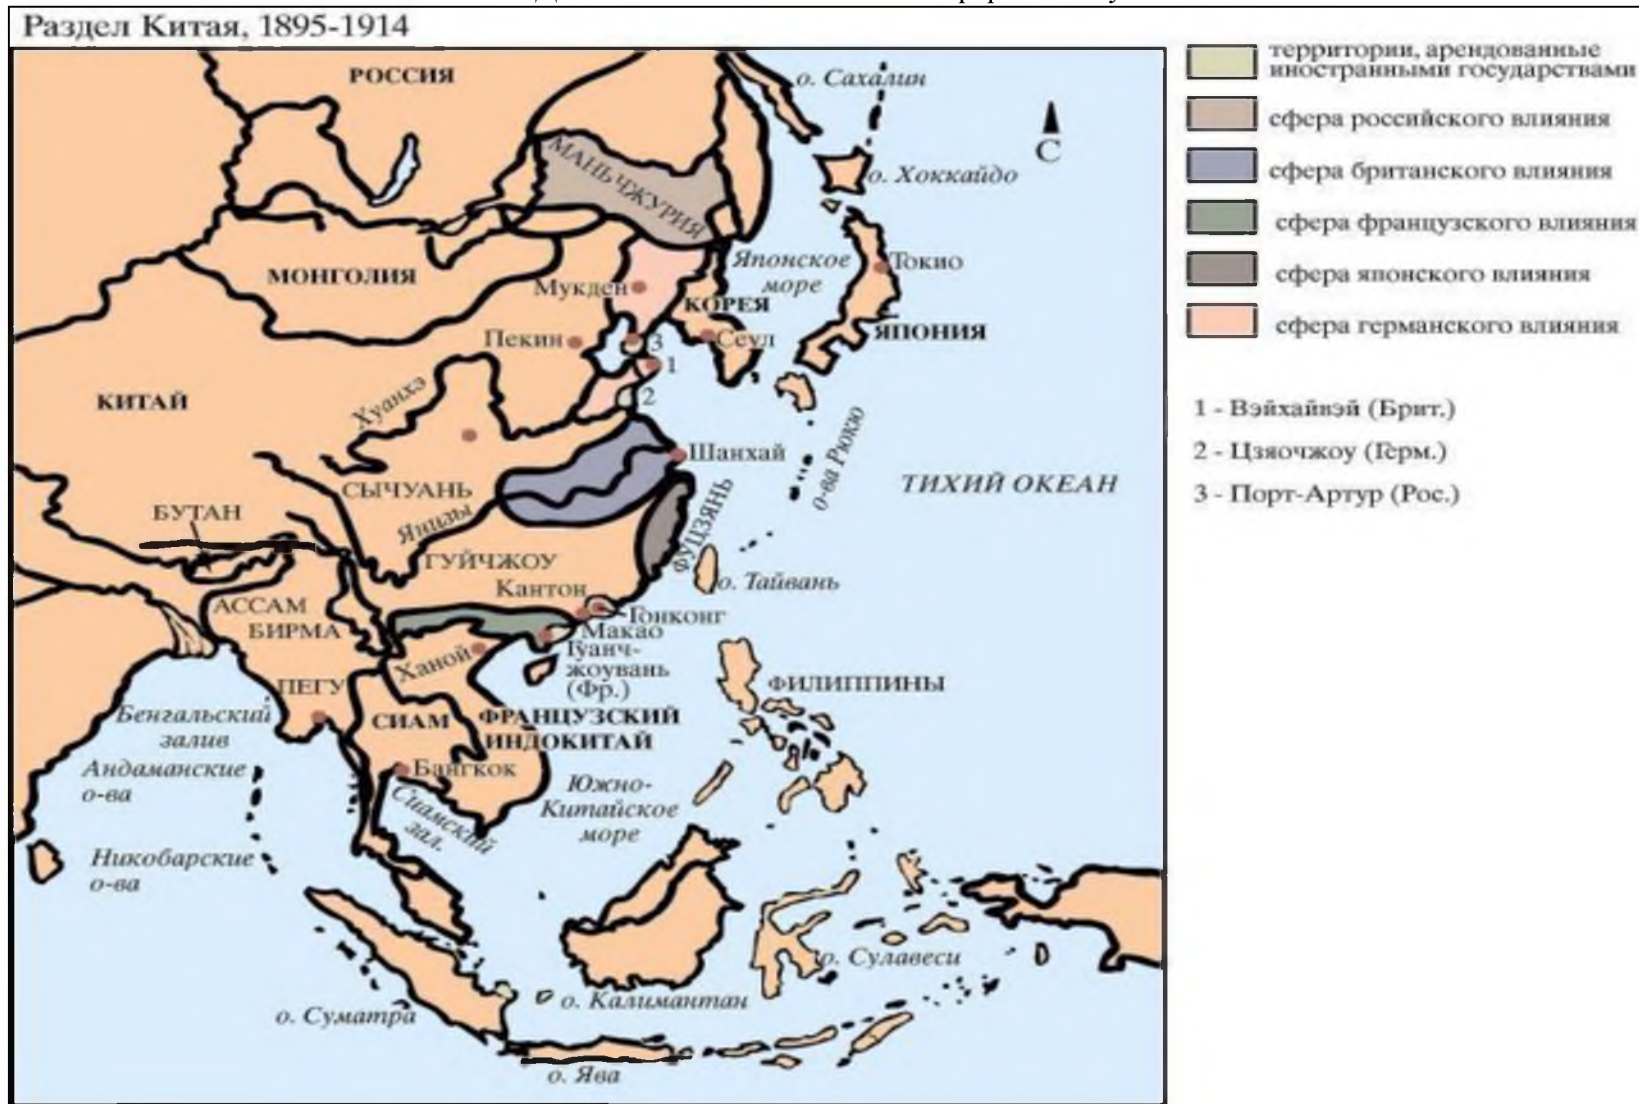 Раздел Китая, 1895-1914
РОССИЯ
о. Сахалин
С
МАНЬЧЖУРИЯ
о. Хоккайдо
МОНГОЛИЯ
Японское
море
Токио
Мукден
КОРЕЯ
ЯПОНИЯ
Пекин
3
Сеул
1
2
КИТАЙ
Хуанхэ
о-ва Рюкю
Шанхай
ТИХИЙ ОКЕАН
СЫЧУАНЬ
Янцзы
БУТАН
ФУЦЗЯНЬ
ГУЙЧЖОУ
Кантон
о. Тайвань
АССАМ
БИРМА
Гонконг
Макао
Ханой
Гуанч-
жоувань
(Фр.)
ПЕГУ
ФИЛИППИНЫ
Бенгальский
залив
СИАМ
ФРАНЦУЗСКИЙ
ИНДОКИТАЙ
Андаманские
о-ва
Бангкок
Сиамский
зал.
Южно-
Китайское
море
Никобарские
о-ва
о. Сулавеси
о. Калимантан
о. Суматра
о. Ява
территории, арендованные
иностранными государствами
сфера российского влияния
сфера британского влияния
сфера французского влияния
сфера японского влияния
сфера германского влияния
1 - Вэйхайвэй (Брит.)
2 - Цзяочжоу (Герм.)
3 - Порт-Артур (Рос.)